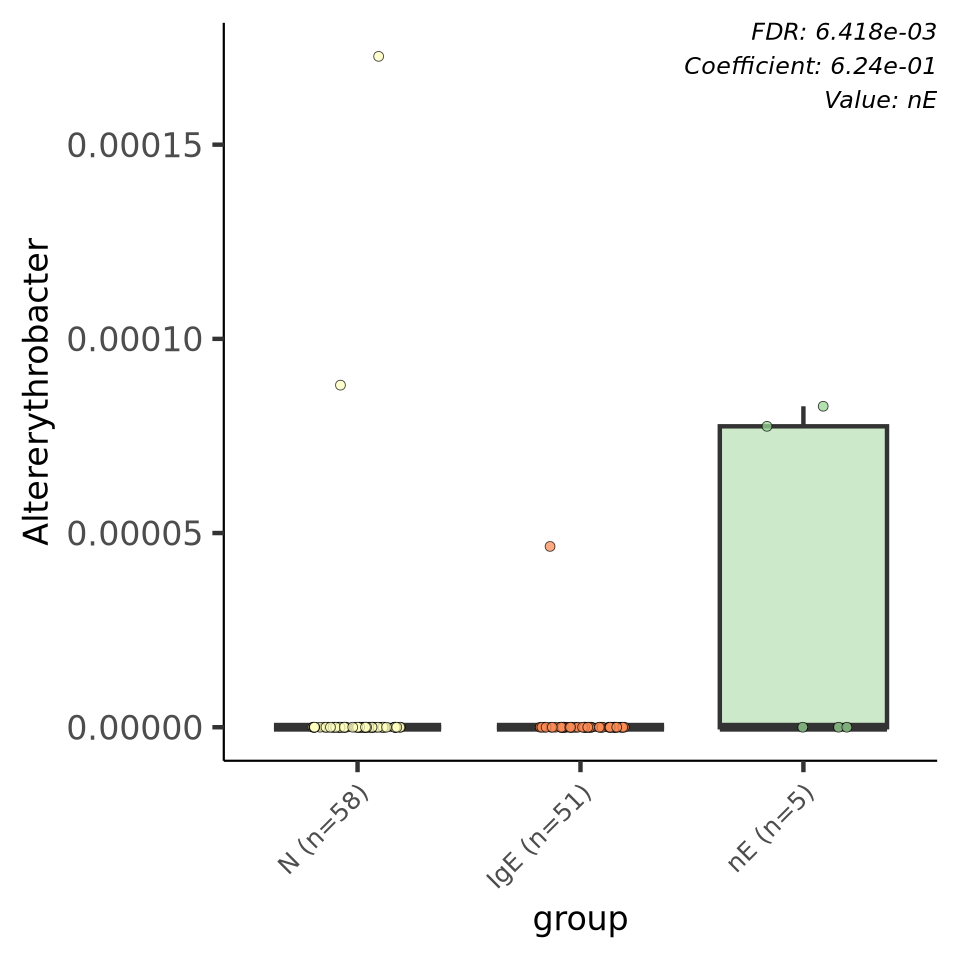 FDR: 6.418e-03
Coefficient: 6.24e-01
Value: nE
Altererythrobacter
0.00015
0.00010
0.00005
0.00000
N (n=58)
IgE (n=51)
nE (n=5)
group